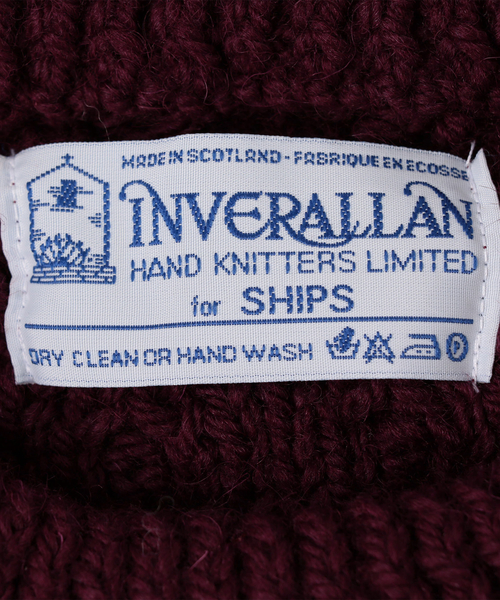 MADE IN SCOTLAND - FABRIQUE EN ECOSSE
INVERALLAN
HAND KNITTERS LIMITED
for SHIPS
DRY CLEAN OR HAND WASH
P